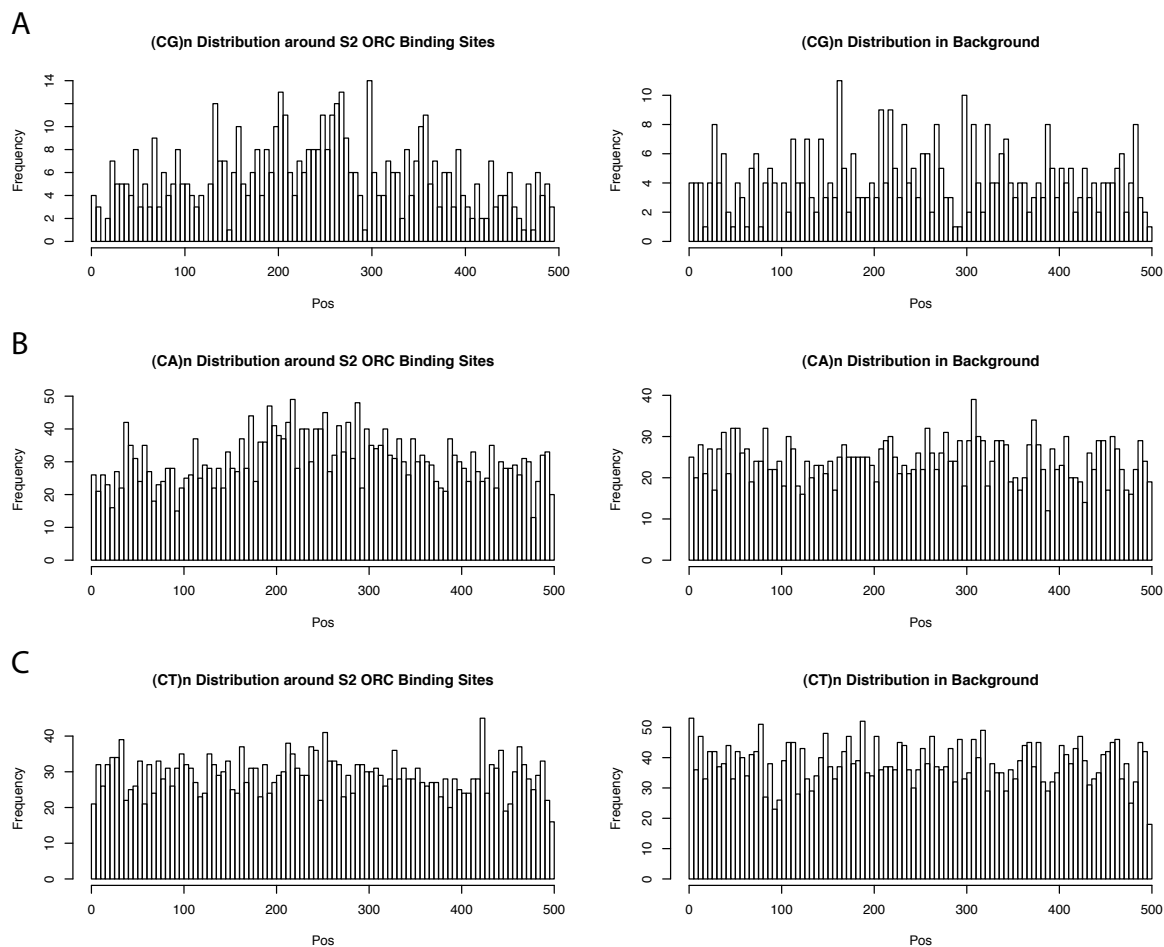 A
(CG)n Distribution around S2 ORC Binding Sites
Frequency
0 2 4 6 8 10 14
0 100 200 300 400 500
Pos
(CG)n Distribution in Background
Frequency
0 2 4 6 8 10
0 100 200 300 400 500
Pos
B
(CA)n Distribution around S2 ORC Binding Sites
Frequency
0 10 20 30 40 50
0 100 200 300 400 500
Pos
(CA)n Distribution in Background
Frequency
0 10 20 30 40
0 100 200 300 400 500
Pos
C
(CT)n Distribution around S2 ORC Binding Sites
Frequency
0 10 20 30 40
0 100 200 300 400 500
Pos
(CT)n Distribution in Background
Frequency
0 10 20 30 40 50
0 100 200 300 400 500
Pos